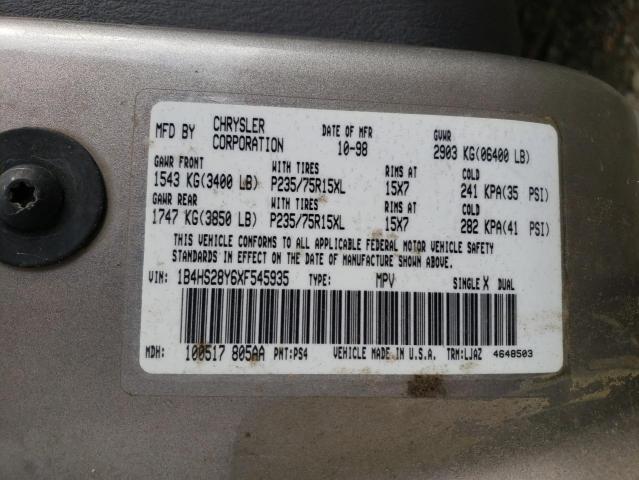 MFD BY CHRYSLER CORPORATION DATE OF MFR 10-98 GVWR 2903 KG(06400 LB)
GAWR FRONT WITH TIRES RIMS AT COLD
1543 KG(3400 LB) P235/75R15XL 15X7 241 KPA(35 PSI)
GAWR REAR WITH TIRES RIMS AT COLD
1747 KG(3850 LB) P235/75R15XL 15X7 282 KPA(41 PSI)
THIS VEHICLE CONFORMS TO ALL APPLICABLE FEDERAL MOTOR VEHICLE SAFETY
STANDARDS IN EFFECT ON THE DATE OF MANUFACTURE SHOWN ABOVE.
VIN: 1B4HS28Y6XF545935 TYPE: MPV SINGLE X DUAL
MDH: 100517 805AA PNT:PS4 VEHICLE MADE IN U.S.A. TRM:LJAZ 4648503